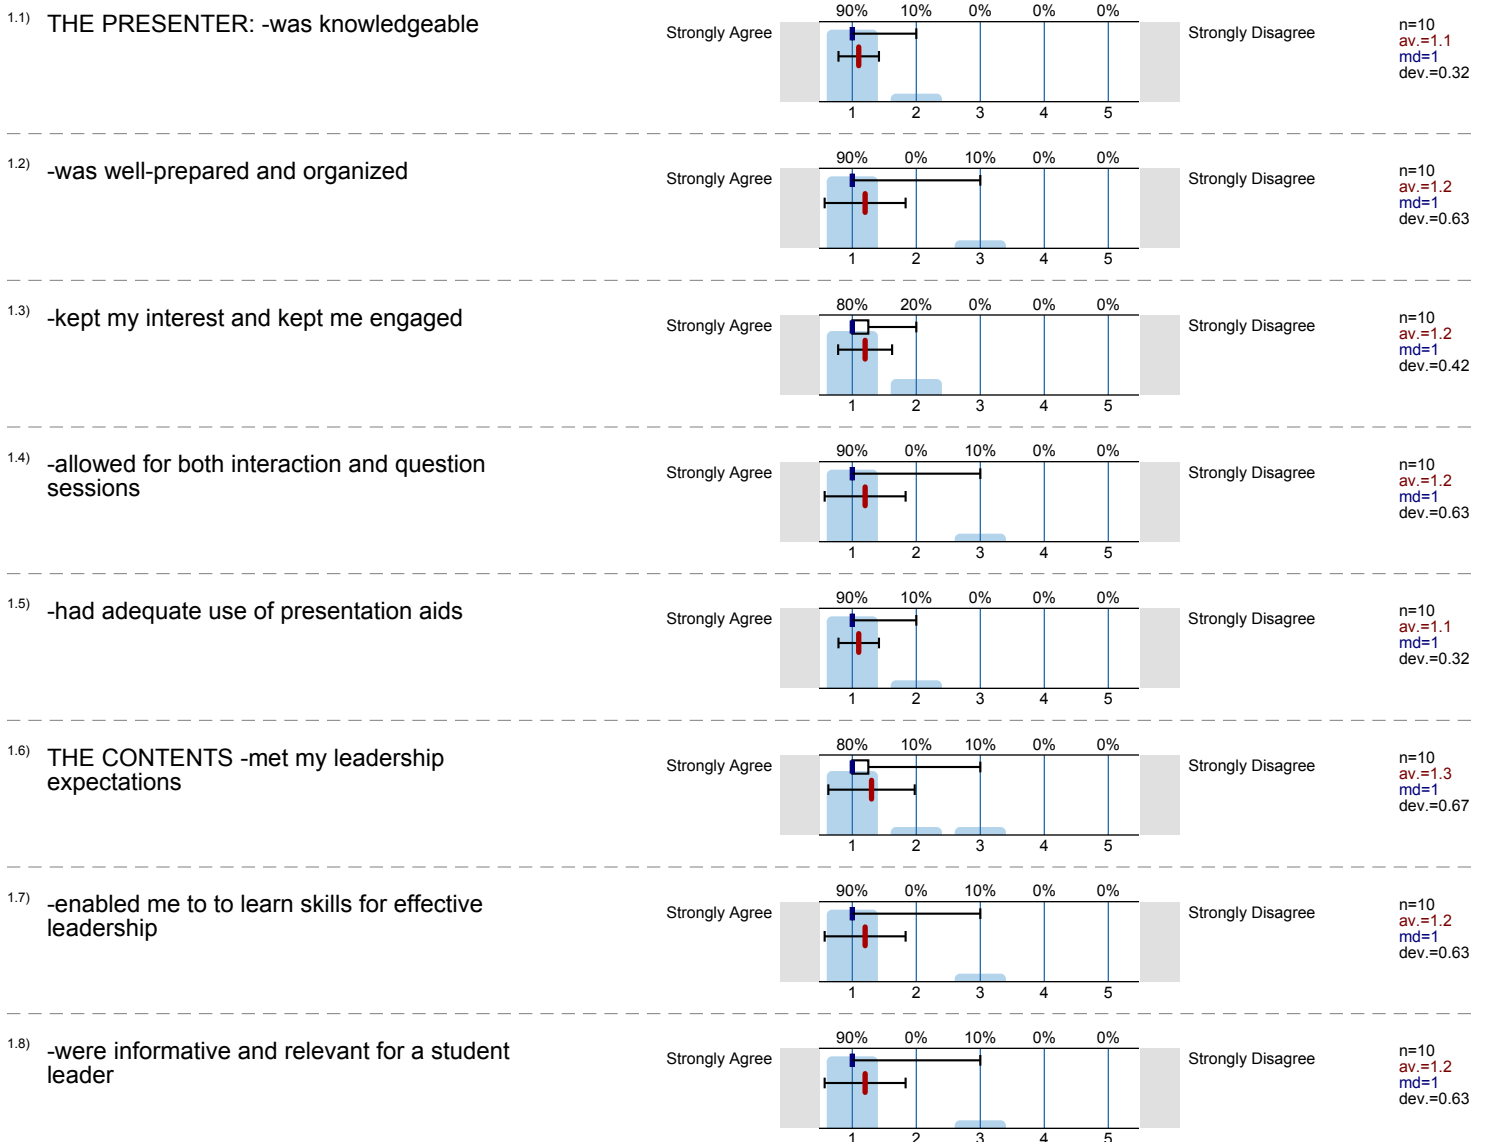 1.1) THE PRESENTER: -was knowledgeable
90% 10% 0% 0% 0%
Strongly Agree Strongly Disagree
1 2 3 4 5
n=10
av.=1.1
md=1
dev.=0.32
1.2) -was well-prepared and organized
90% 0% 10% 0% 0%
Strongly Agree Strongly Disagree
1 2 3 4 5
n=10
av.=1.2
md=1
dev.=0.63
1.3) -kept my interest and kept me engaged
80% 20% 0% 0% 0%
Strongly Agree Strongly Disagree
1 2 3 4 5
n=10
av.=1.2
md=1
dev.=0.42
1.4) -allowed for both interaction and question
sessions
90% 0% 10% 0% 0%
Strongly Agree Strongly Disagree
1 2 3 4 5
n=10
av.=1.2
md=1
dev.=0.63
1.5) -had adequate use of presentation aids
90% 10% 0% 0% 0%
Strongly Agree Strongly Disagree
1 2 3 4 5
n=10
av.=1.1
md=1
dev.=0.32
1.6) THE CONTENTS -met my leadership
expectations
80% 10% 10% 0% 0%
Strongly Agree Strongly Disagree
1 2 3 4 5
n=10
av.=1.3
md=1
dev.=0.67
1.7) -enabled me to to learn skills for effective
leadership
90% 0% 10% 0% 0%
Strongly Agree Strongly Disagree
1 2 3 4 5
n=10
av.=1.2
md=1
dev.=0.63
1.8) -were informative and relevant for a student
leader
90% 0% 10% 0% 0%
Strongly Agree Strongly Disagree
1 2 3 4 5
n=10
av.=1.2
md=1
dev.=0.63